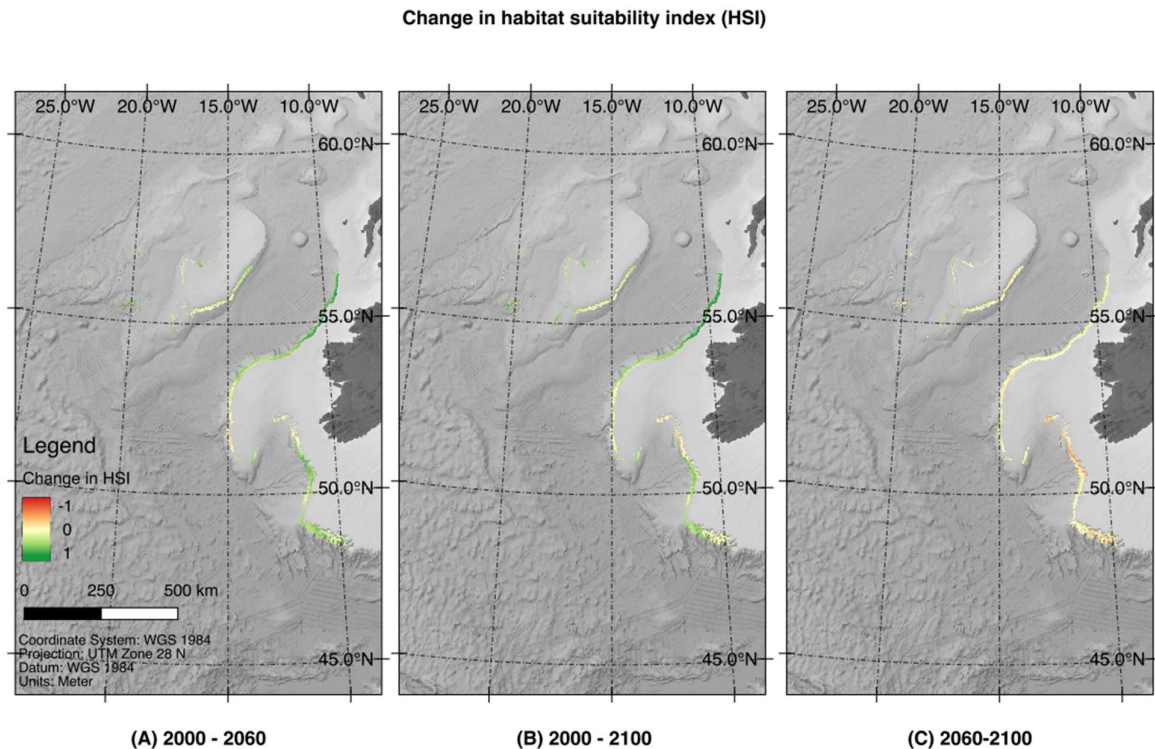 Change in habitat suitability index (HSI)
25.0°W 20.0°W 15.0°W 10.0°W
60.0°N
55.0°N
50.0°N
45.0°N
Legend
Change in HSI
-1
0
1
0 250 500 km
Coordinate System: WGS 1984
Projection: UTM Zone 28 N
Datum: WGS 1984
Units: Meter
(A) 2000 - 2060
25.0°W 20.0°W 15.0°W 10.0°W
60.0°N
55.0°N
50.0°N
45.0°N
(B) 2000 - 2100
25.0°W 20.0°W 15.0°W 10.0°W
60.0°N
55.0°N
50.0°N
45.0°N
(C) 2060-2100